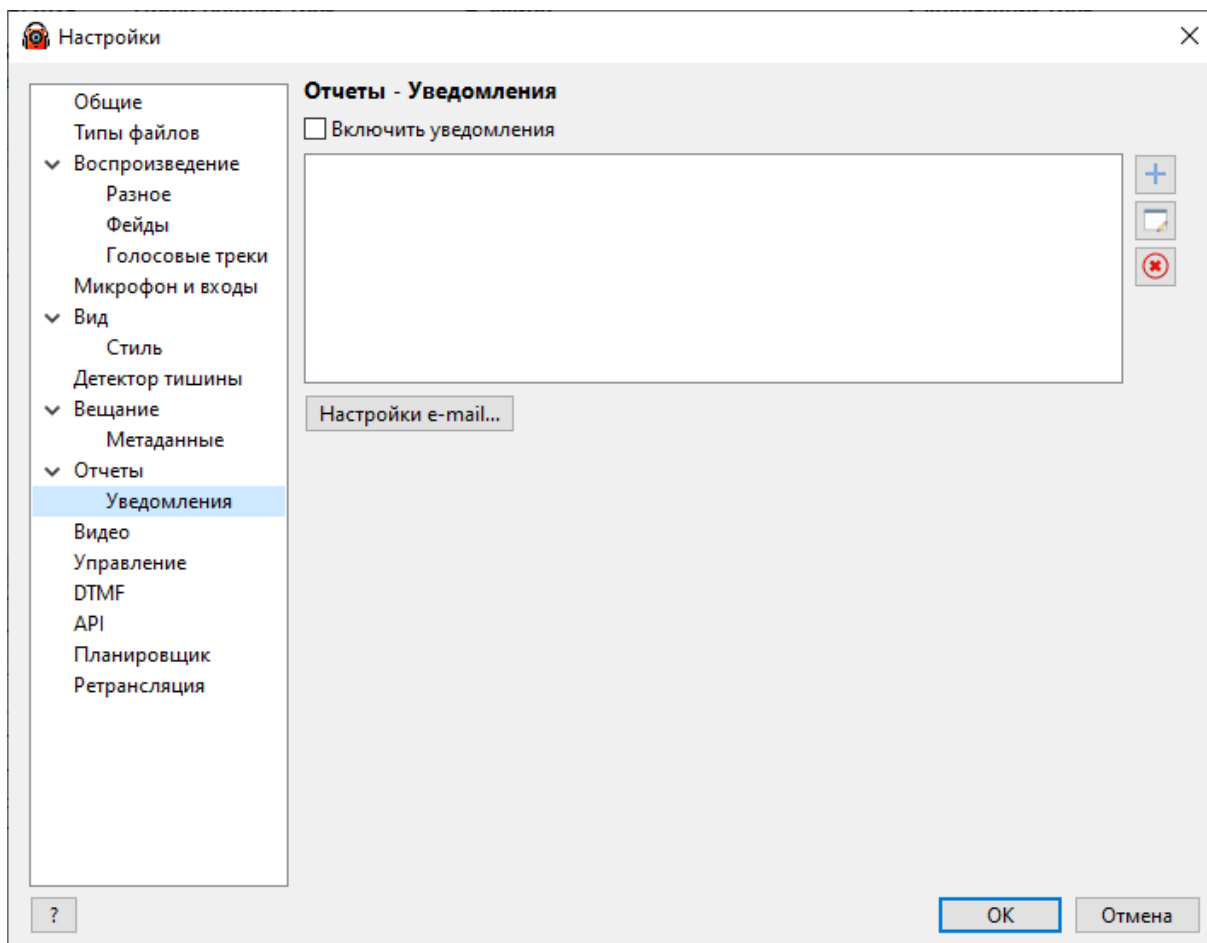 Настройки
Общие
Типы файлов
Воспроизведение
Разное
Фейды
Голосовые треки
Микрофон и входы
Вид
Стиль
Детектор тишины
Вещание
Метаданные
Отчеты
Уведомления
Видео
Управление
DTMF
API
Планировщик
Ретрансляция
Отчеты - Уведомления
Включить уведомления
Настройки e-mail...
?
OK
Отмена